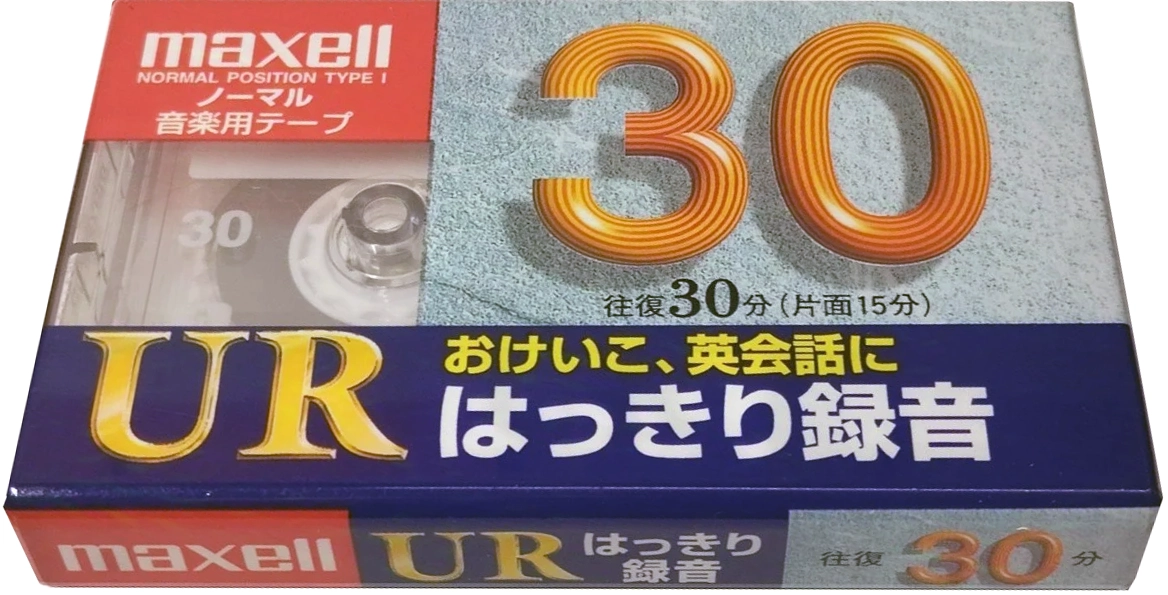 maxell
NORMAL POSITION TYPE I
ノーマル
音楽用テープ
30
30
往復30分(片面15分)
UR
おけいこ、英会話に
はっきり録音
maxell
UR
はっきり
録音
往復30分